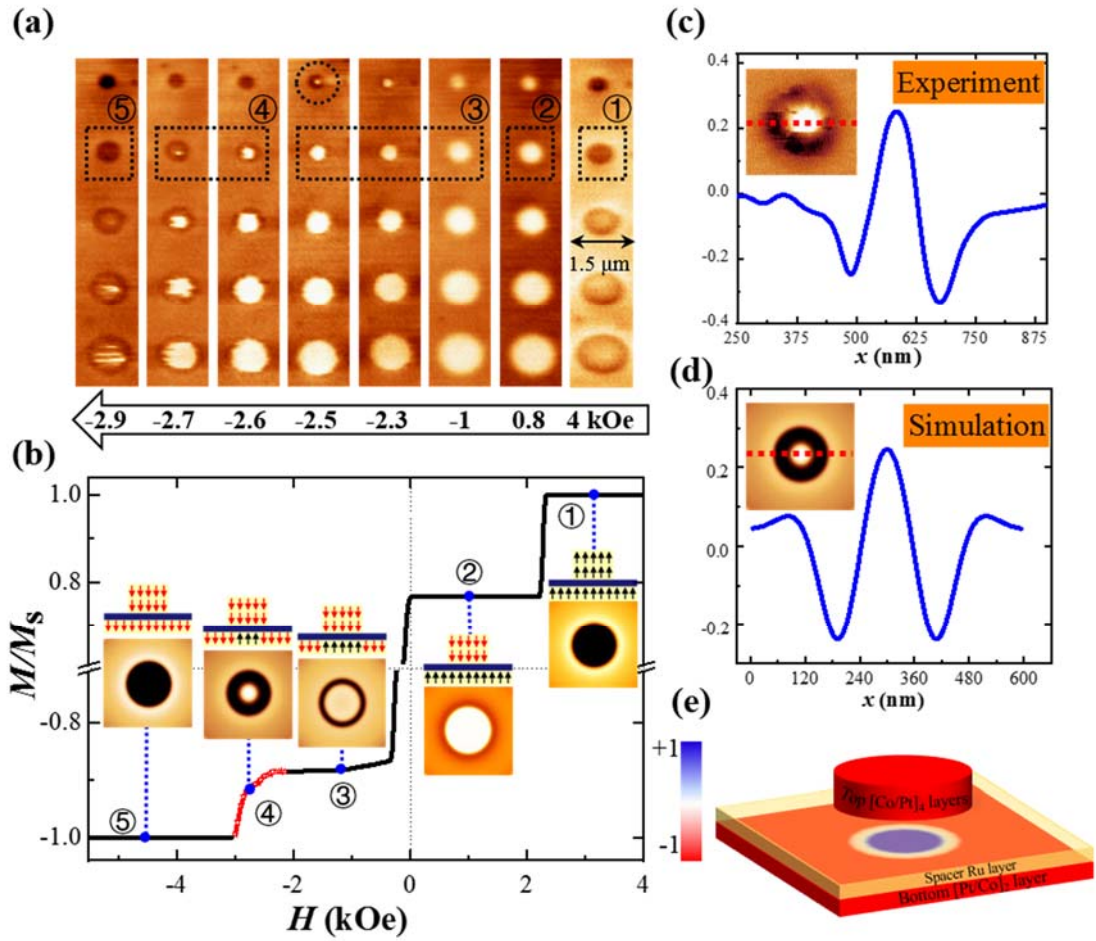 (a)
⑤ ④ ③ ② ①
1.5 μm
-2.9 -2.7 -2.6 -2.5 -2.3 -1 0.8 4 kOe
(b)
M/Ms
1.0
0.8
-0.8
-1.0
①
②
③
④
⑤
-4 -2 0 2 4
H (kOe)
(c)
Experiment
0.4
0.2
0.0
-0.2
-0.4
250 375 500 625 750 875
x (nm)
(d)
Simulation
0.4
0.2
0.0
-0.2
0 120 240 360 480 600
x (nm)
(e)
+1
-1
Top [Co/Pt]4 layers
Spacer Ru layer
Bottom [Pt/Co]2 layer